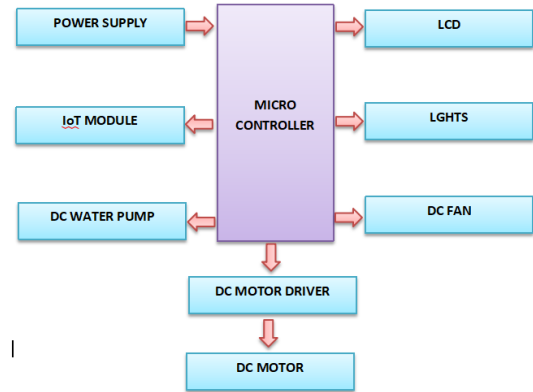 POWER SUPPLY
LCD
MICRO
CONTROLLER
IoT MODULE
LGHTS
DC WATER PUMP
DC FAN
DC MOTOR DRIVER
DC MOTOR